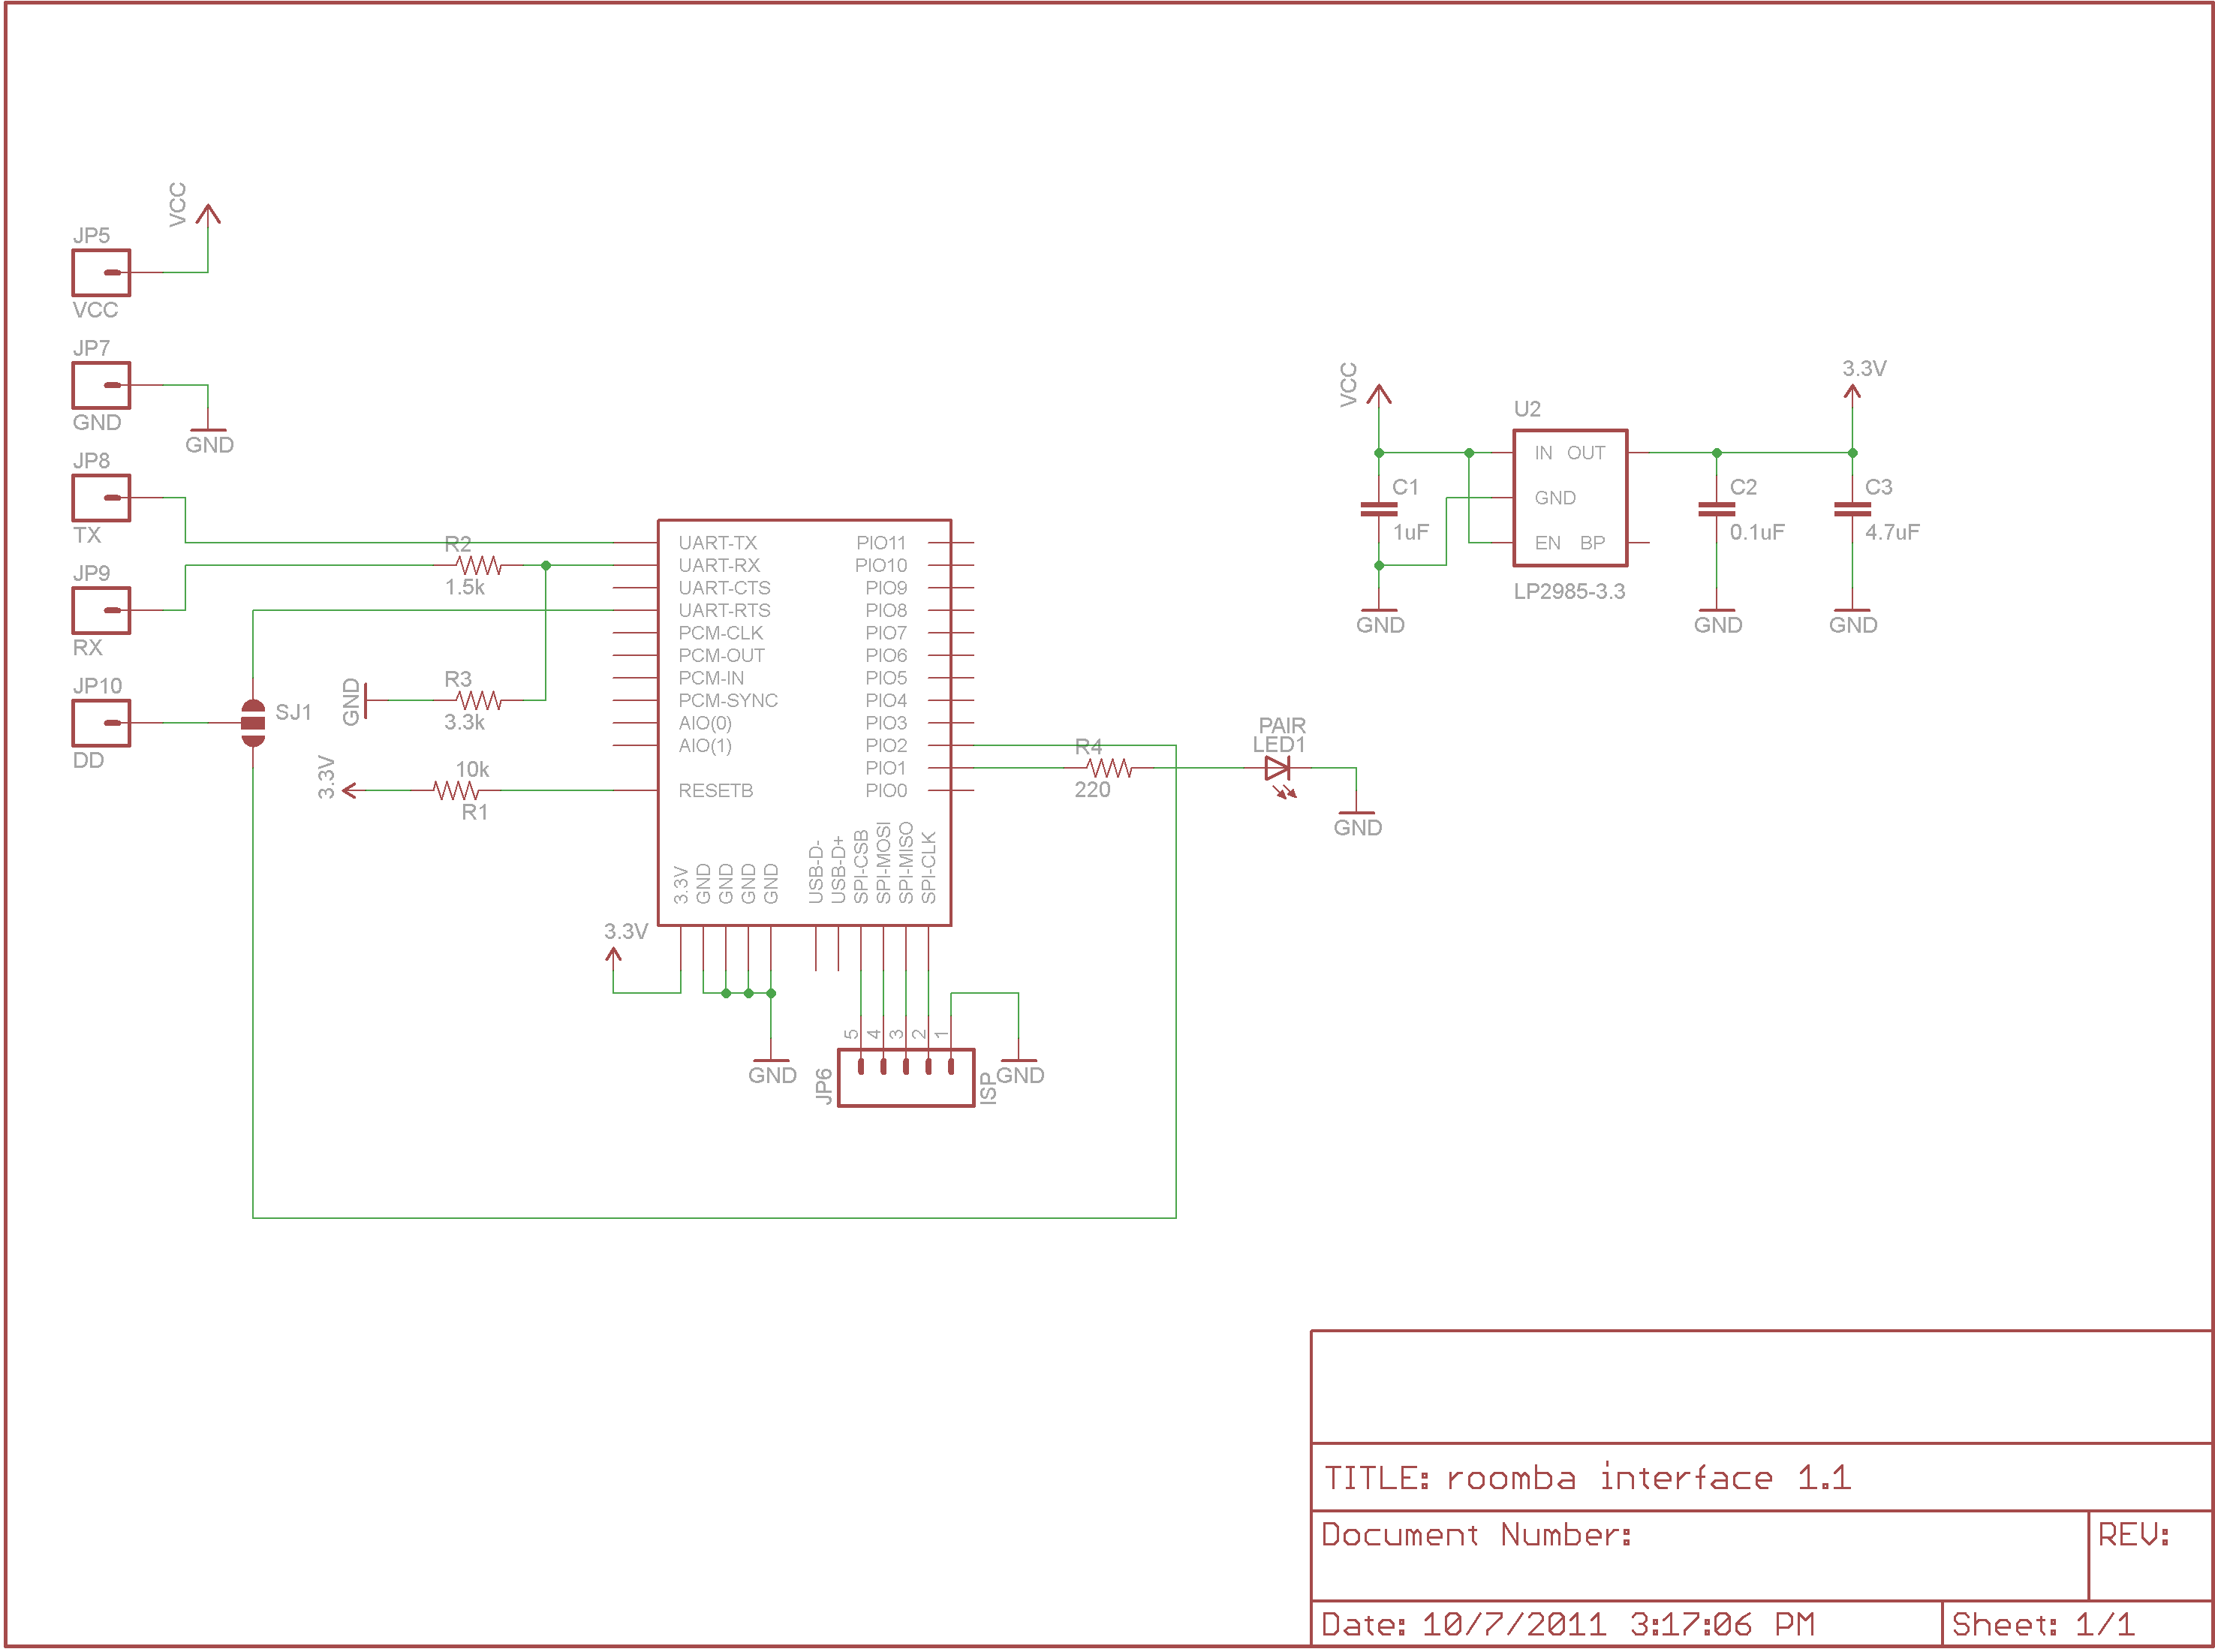 VCC
JP5
VCC
JP7
GND
GND
JP8
TX
JP9
RX
JP10
DD
SJ1
R2
1.5k
GND
R3
3.3k
3.3V
10k
R1
UART-TX
UART-RX
UART-CTS
UART-RTS
PCM-CLK
PCM-OUT
PCM-IN
PCM-SYNC
AIO(0)
AIO(1)
RESETB
PIO11
PIO10
PIO9
PIO8
PIO7
PIO6
PIO5
PIO4
PIO3
PIO2
PIO1
PIO0
3.3V
GND
GND
GND
GND
USB-D-
USB-D+
SPI-CSB
SPI-MOSI
SPI-MISO
SPI-CLK
3.3V
GND
5
4
3
2
1
JP6
ISP
GND
R4
220
PAIR
LED1
GND
VCC
C1
1uF
GND
U2
IN OUT
GND
EN BP
LP2985-3.3
3.3V
C2
0.1uF
GND
C3
4.7uF
GND
TITLE: roomba interface 1.1
Document Number:
REV:
Date: 10/7/2011 3:17:06 PM
Sheet: 1/1